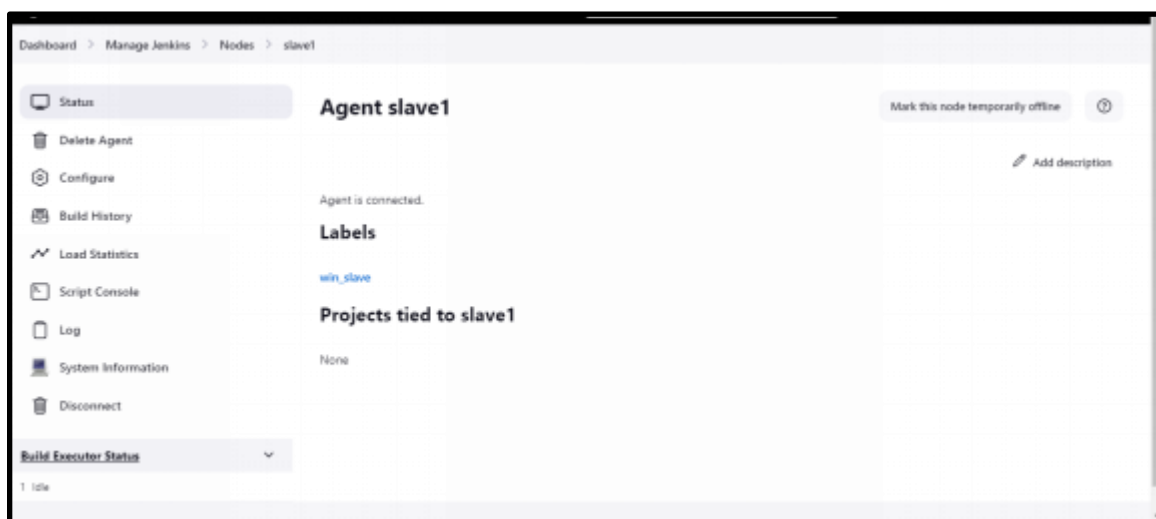 Dashboard > Manage Jenkins > Nodes > slave1
Status
Delete Agent
Configure
Build History
Load Statistics
Script Console
Log
System Information
Disconnect
Build Executor Status
1 Idle
Agent slave1
Mark this node temporarily offline
Add description
Agent is connected.
Labels
win_slave
Projects tied to slave1
None